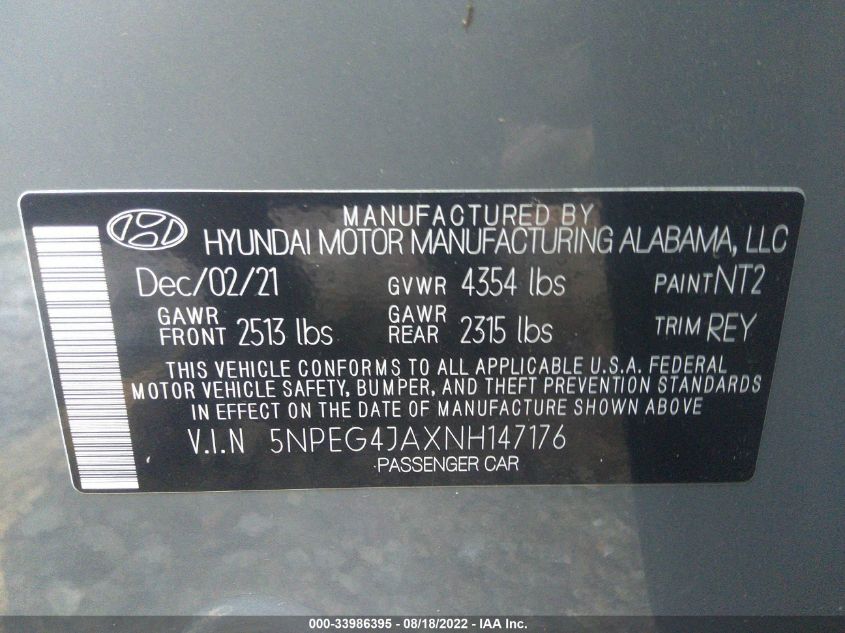 MANUFACTURED BY
HYUNDAI MOTOR MANUFACTURING ALABAMA, LLC
Dec/02/21 GVWR 4354 lbs PAINT NT2
GAWR FRONT 2513 lbs GAWR REAR 2315 lbs TRIM REY
THIS VEHICLE CONFORMS TO ALL APPLICABLE U.S.A. FEDERAL
MOTOR VEHICLE SAFETY, BUMPER, AND THEFT PREVENTION STANDARDS
IN EFFECT ON THE DATE OF MANUFACTURE SHOWN ABOVE
V.I.N 5NPEG4JAXNH147176
PASSENGER CAR
000-33986395 - 08/18/2022 - IAA Inc.